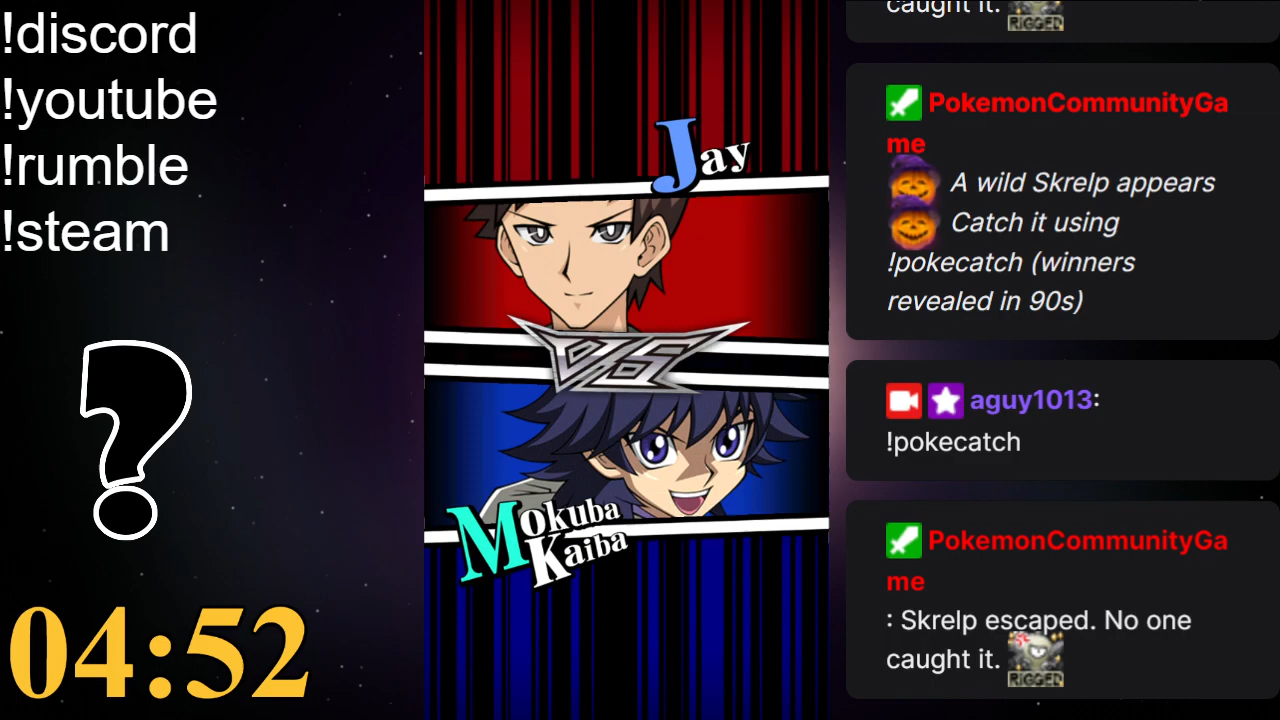 !discord
!youtube
!rumble
!steam
04:52
Jay
VS
Mokuba
Kaiba
caught it. RIGGED
PokemonCommunityGa
me
A wild Skrelp appears
Catch it using
!pokecatch (winners
revealed in 90s)
aguy1013:
!pokecatch
PokemonCommunityGa
me
: Skrelp escaped. No one
caught it. RIGGED